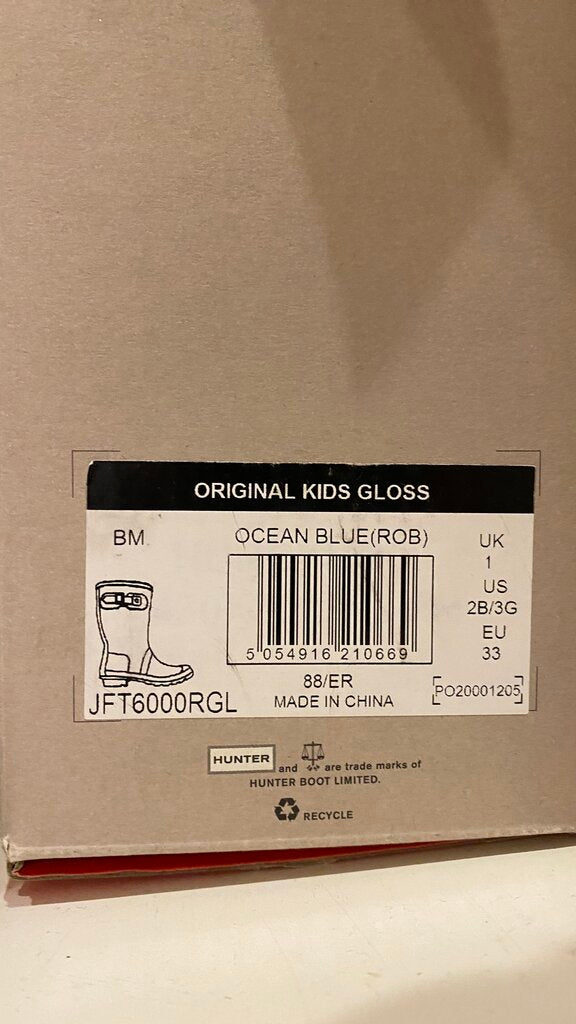 ORIGINAL KIDS GLOSS
BM
OCEAN BLUE(ROB)
UK
1
US
2B/3G
EU
33
5 054916 210669
88/ER
MADE IN CHINA
JFT6000RGL
PO20001205
HUNTER and are trade marks of
HUNTER BOOT LIMITED.
RECYCLE